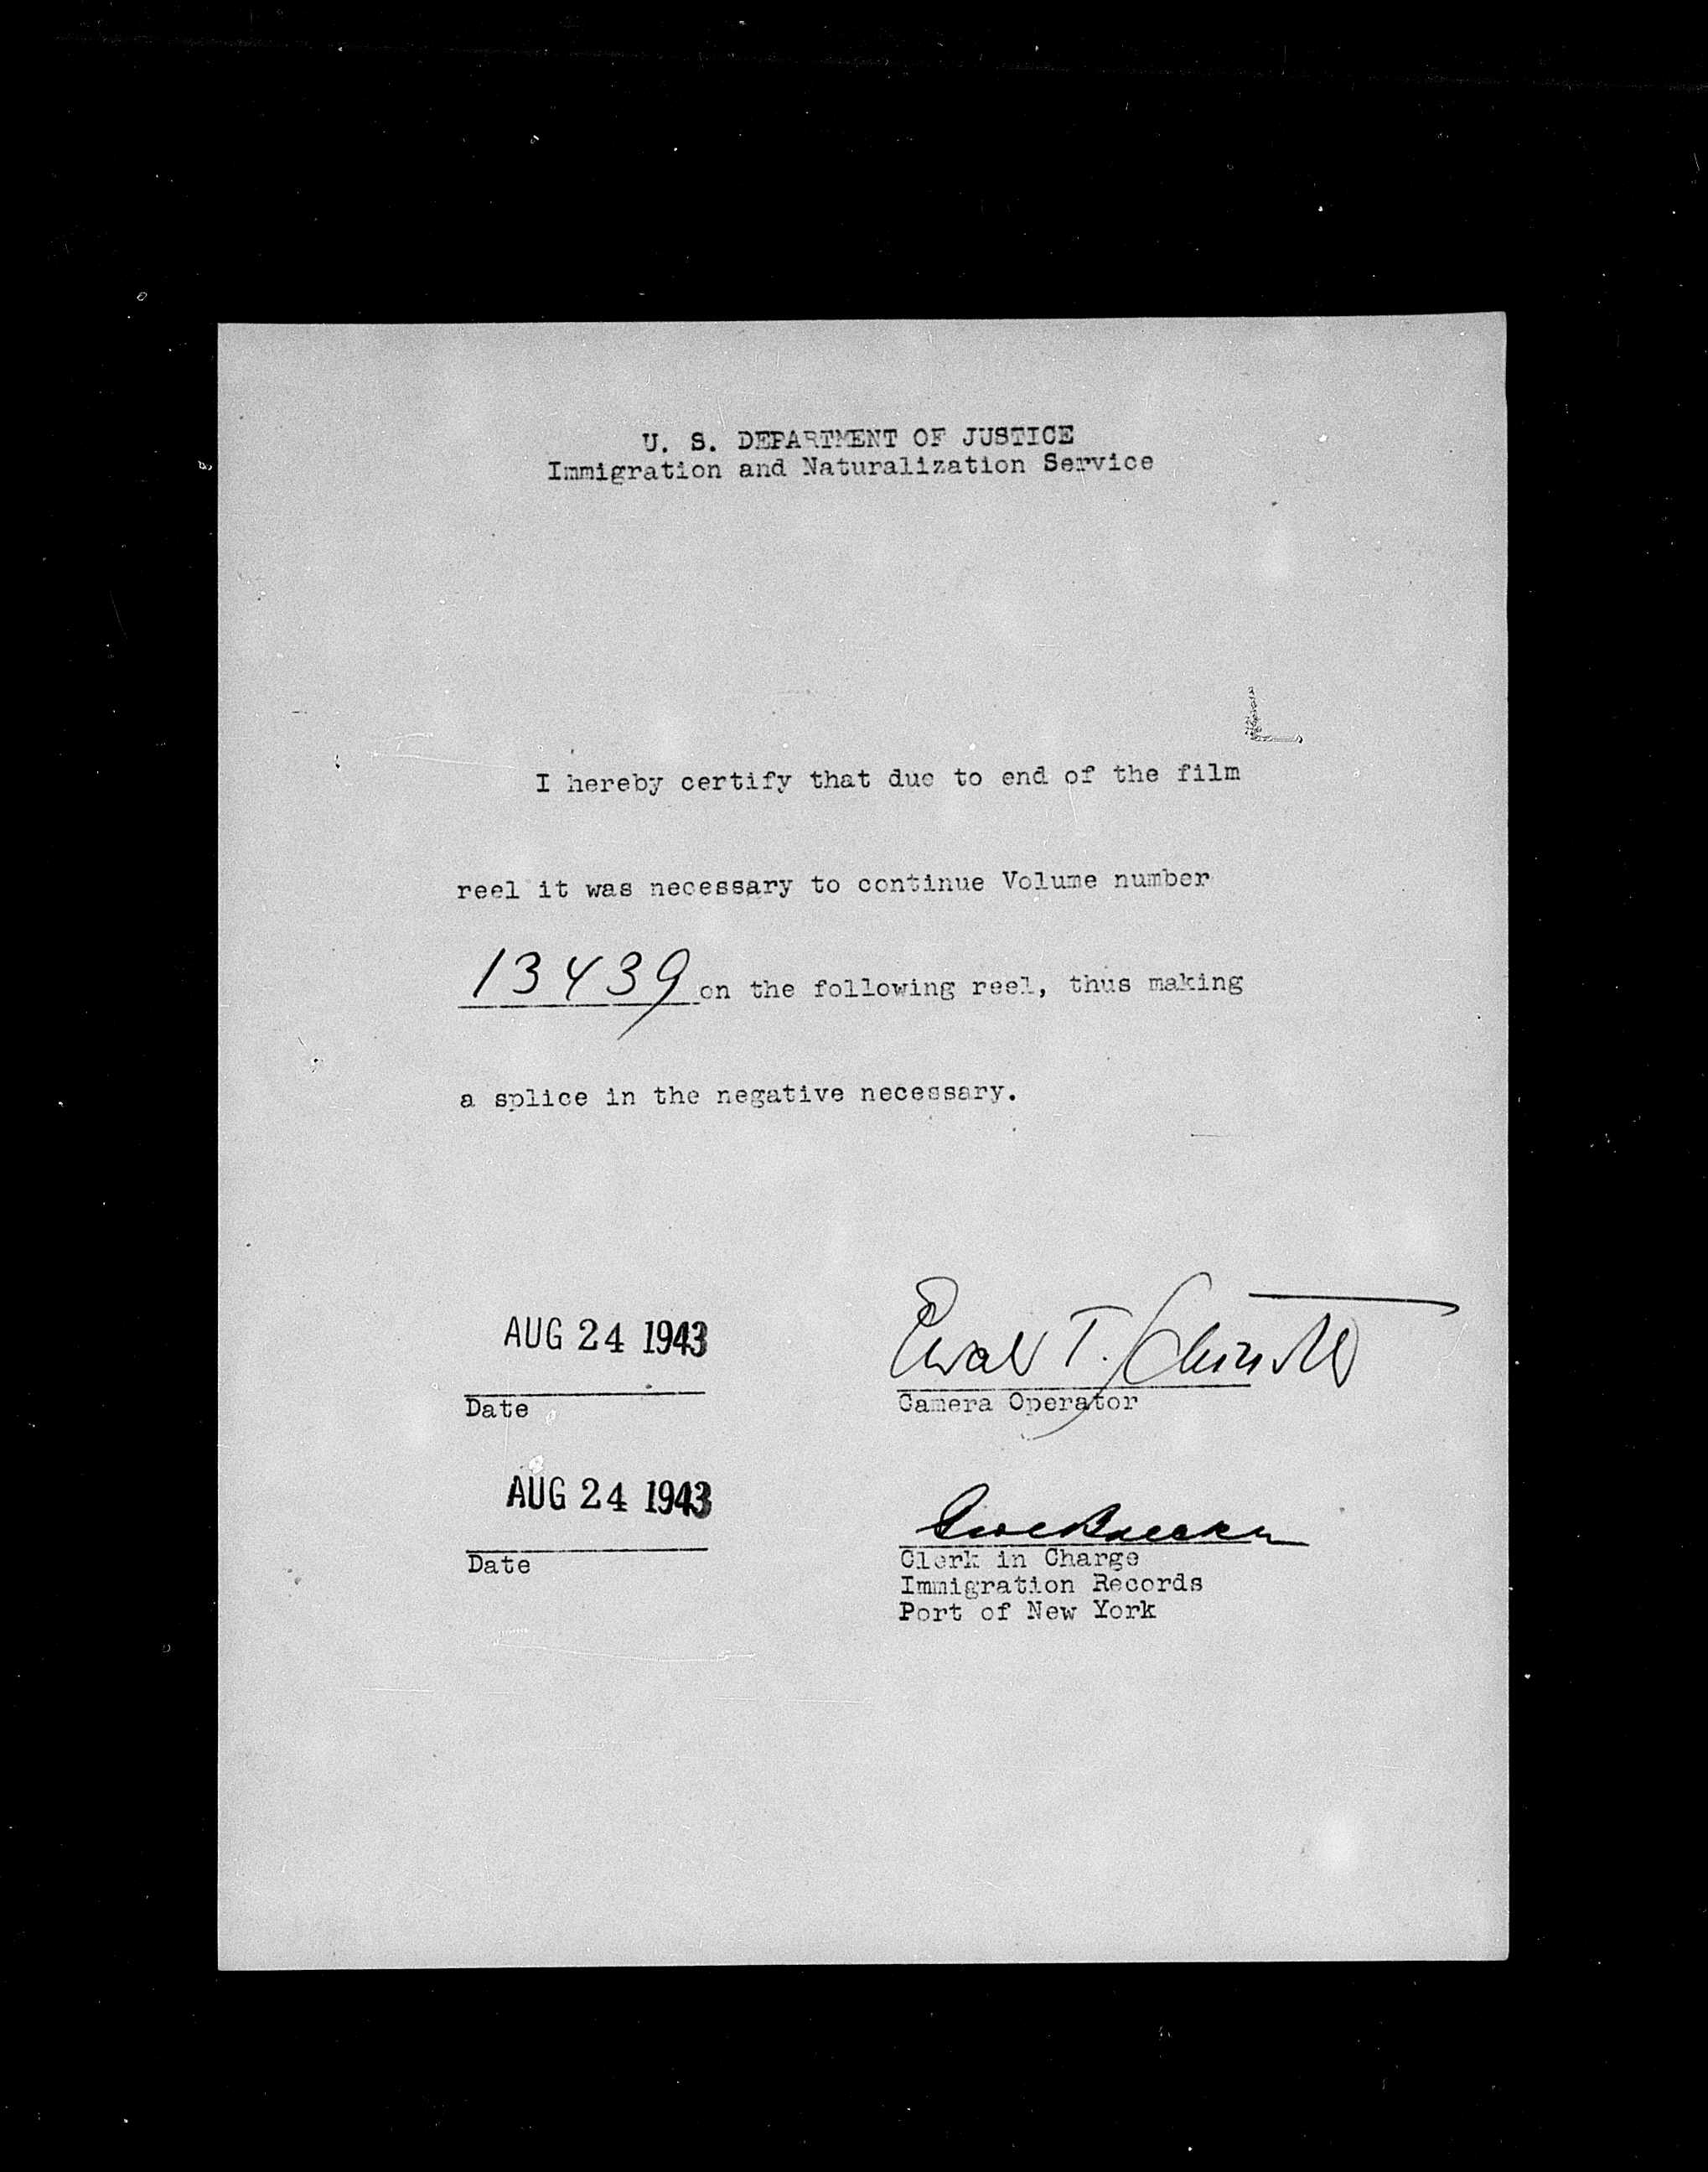 U. S. DEPARTMENT OF JUSTICE
Immigration and Naturalization Service
I hereby certify that due to end of the film
reel it was necessary to continue Volume number
13439 on the following reel, thus making
a splice in the negative necessary.
AUG 24 1943
Date
T.
Camera Operator
AUG 24 1943
Date
Clerk in Charge
Immigration Records
Port of New York